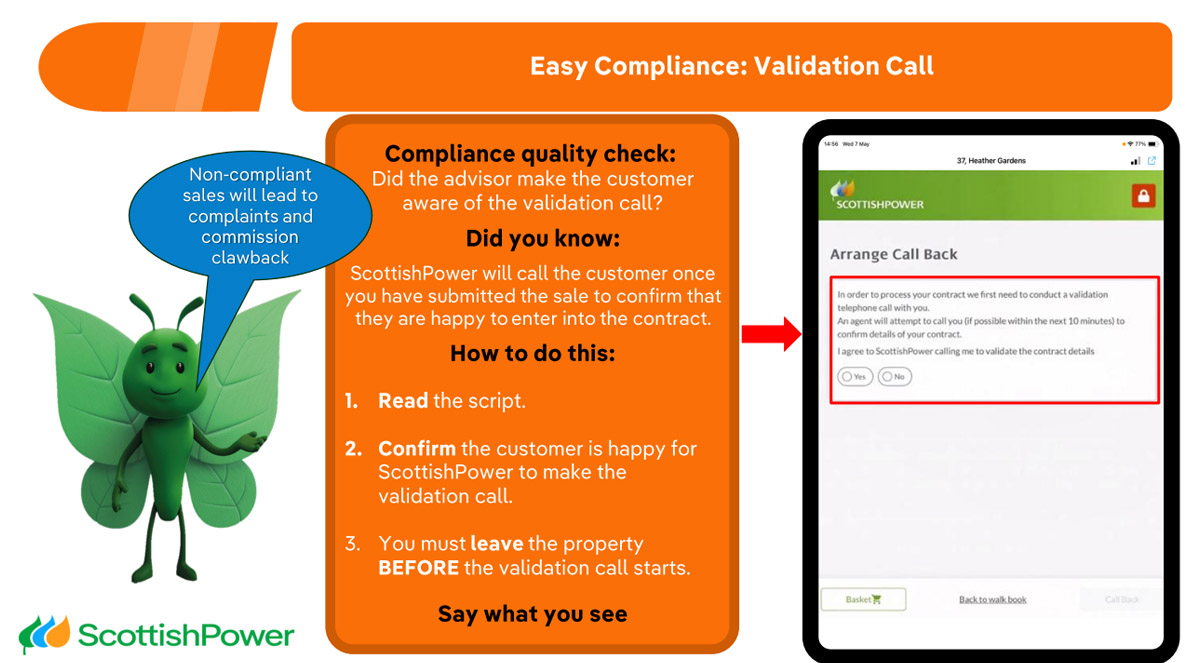 Easy Compliance: Validation Call
Non-compliant
sales will lead to
complaints and
commission
clawback
Compliance quality check:
Did the advisor make the customer
aware of the validation call?
Did you know:
ScottishPower will call the customer once
you have submitted the sale to confirm that
they are happy to enter into the contract.
How to do this:
1. Read the script.
2. Confirm the customer is happy for
ScottishPower to make the
validation call.
3. You must leave the property
BEFORE the validation call starts.
Say what you see
14:56 Wed 7 May
77%
37, Heather Gardens
SCOTTISHPOWER
Arrange Call Back
In order to process your contract we first need to conduct a validation
telephone call with you.
An agent will attempt to call you (if possible within the next 10 minutes) to
confirm details of your contract.
I agree to ScottishPower calling me to validate the contract details
Yes No
Basket Back to walk book Call Back
ScottishPower